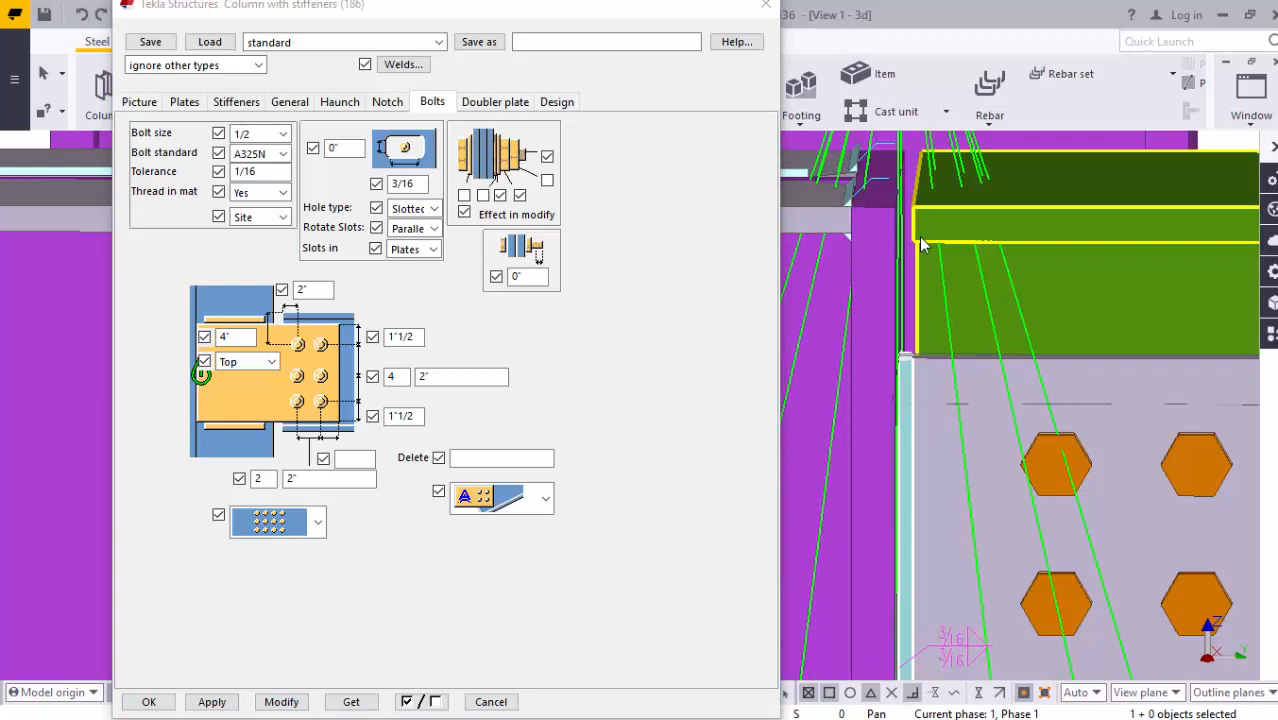 Tekla Structures Column with stiffeners (186)
36 - [View 1 - 3d]
Log in
Save
Load
standard
Save as
Help...
Steel
Quick Launch
ignore other types
Welds...
Item
Rebar set
Picture
Plates
Stiffeners
General
Haunch
Notch
Bolts
Doubler plate
Design
Colum
Footing
Cast unit
Rebar
Window
Bolt size
1/2
0"
Bolt standard
A325N
Tolerance
1/16
3/16
Thread in mat
Yes
Hole type:
Slotted
Effect in modify
Site
Rotate Slots:
Paralle
Slots in
Plates
0"
2"
4"
1"1/2
Top
4
2"
1"1/2
Delete
2
2"
A
3/16
3/16
Z
X
Y
Model origin
OK
Apply
Modify
Get
/
Cancel
Auto
View plane
Outline planes
S
0
Pan
Current phase: 1, Phase 1
1 + 0 objects selected